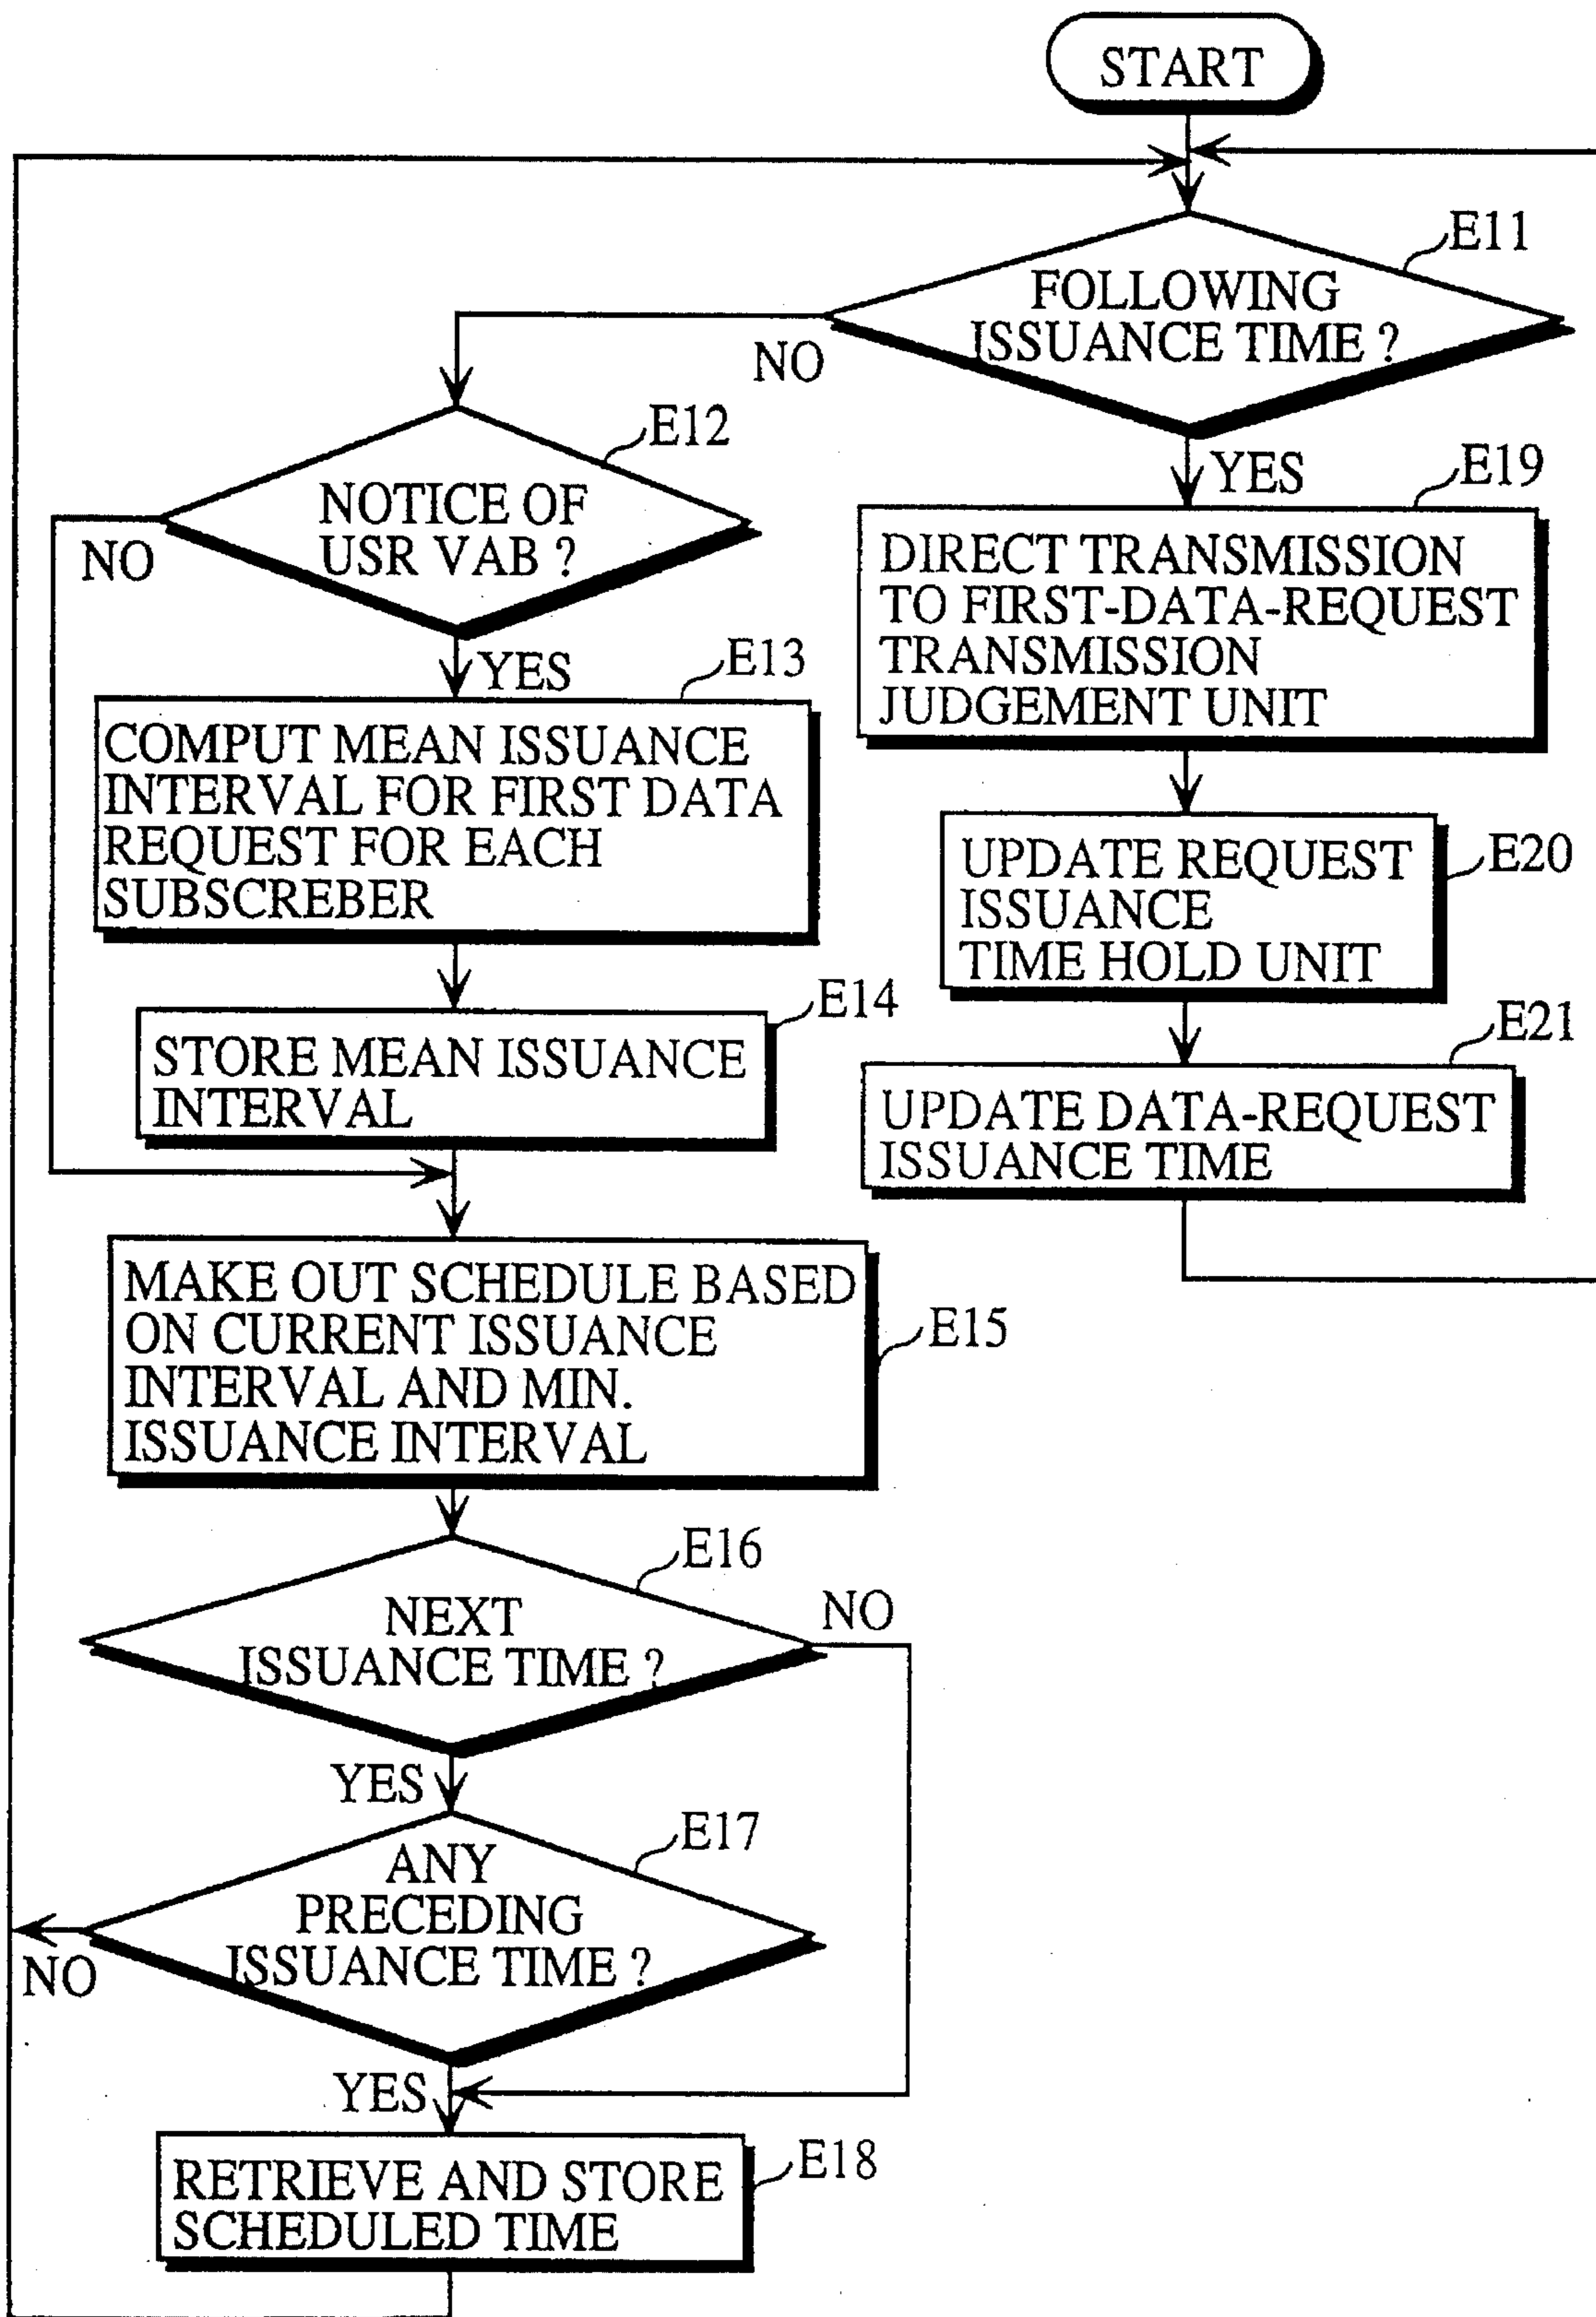 START
E11
FOLLOWING
ISSUANCE TIME ?
NO
YES
E12
NOTICE OF
USR VAB ?
NO
YES
E13
COMPUT MEAN ISSUANCE
INTERVAL FOR FIRST DATA
REQUEST FOR EACH
SUBSCREBER
E14
STORE MEAN ISSUANCE
INTERVAL
E15
MAKE OUT SCHEDULE BASED
ON CURRENT ISSUANCE
INTERVAL AND MIN.
ISSUANCE INTERVAL
E16
NEXT
ISSUANCE TIME ?
NO
YES
E17
ANY
PRECEDING
ISSUANCE TIME ?
NO
YES
E18
RETRIEVE AND STORE
SCHEDULED TIME
E19
DIRECT TRANSMISSION
TO FIRST-DATA-REQUEST
TRANSMISSION
JUDGEMENT UNIT
E20
UPDATE REQUEST
ISSUANCE
TIME HOLD UNIT
E21
UPDATE DATA-REQUEST
ISSUANCE TIME